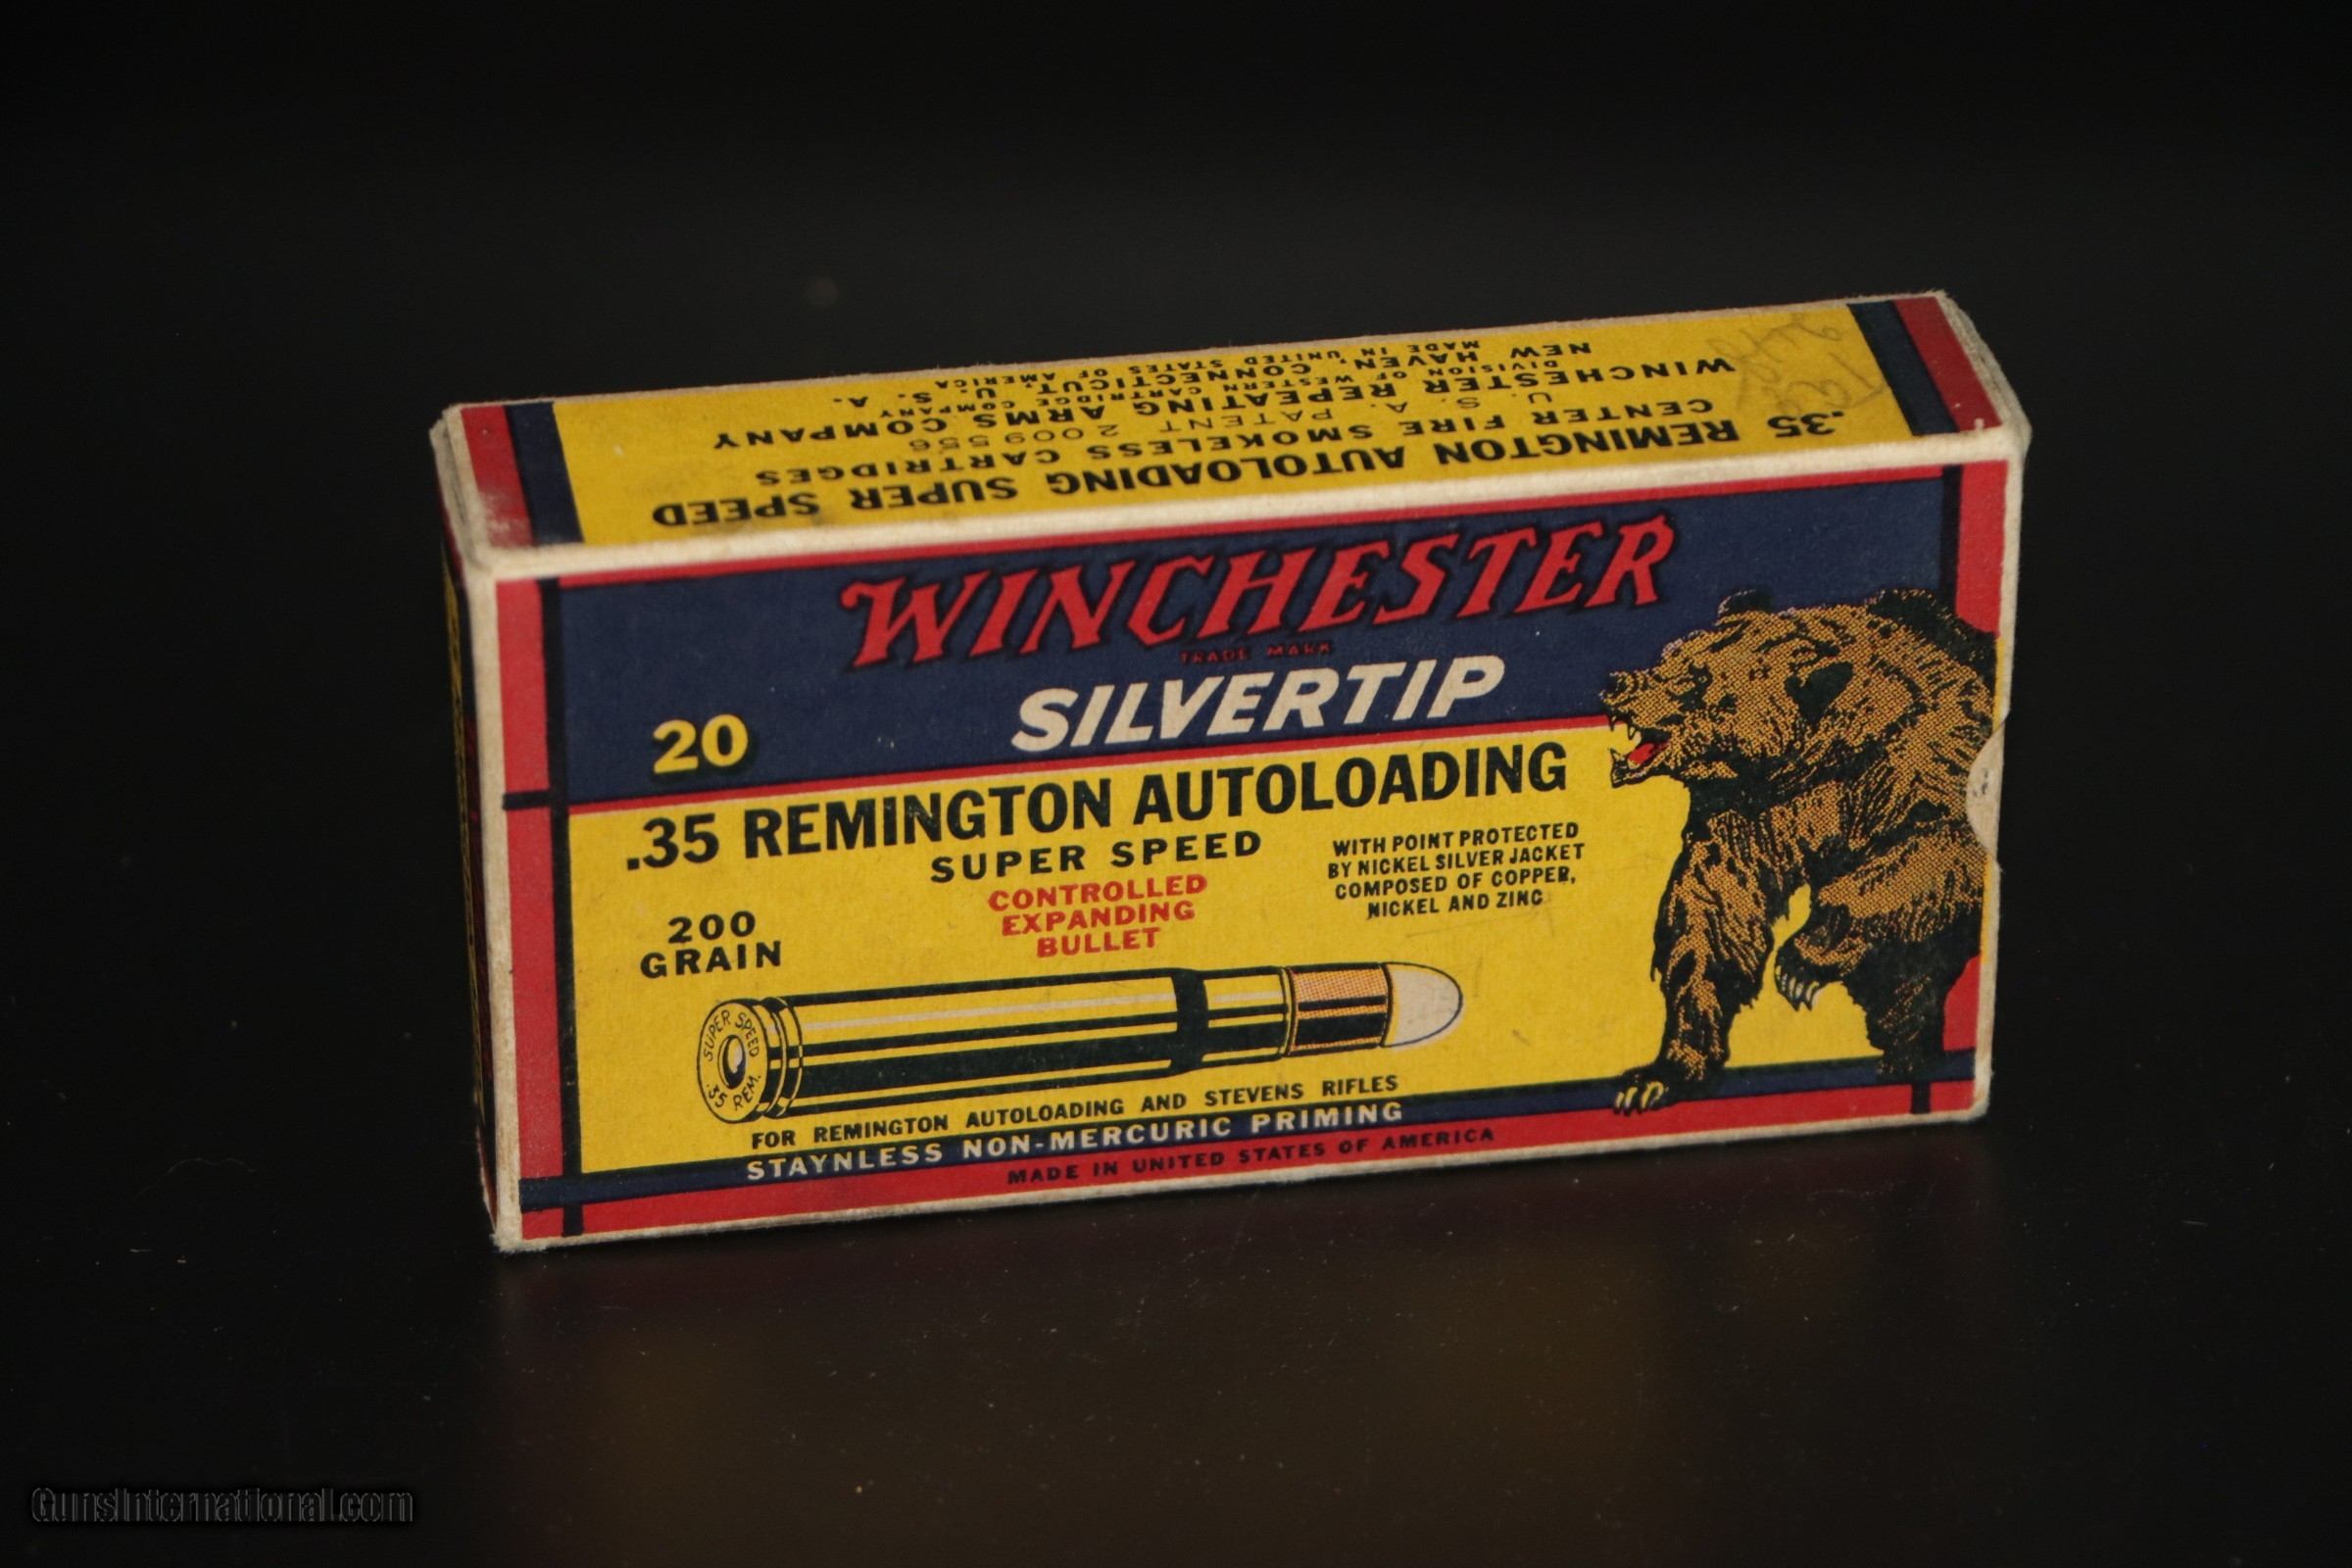 .35 REMINGTON AUTOLOADING SUPER SPEED
CENTER FIRE SMOKELESS CARTRIDGES
U. S. A. PATENT 2009556
WINCHESTER REPEATING ARMS COMPANY
DIVISION OF WESTERN CARTRIDGE COMPANY
NEW HAVEN, CONNECTICUT, U. S. A.
MADE IN UNITED STATES OF AMERICA
WINCHESTER
TRADE MARK
SILVERTIP
20
.35 REMINGTON AUTOLOADING
SUPER SPEED
WITH POINT PROTECTED
BY NICKEL SILVER JACKET
COMPOSED OF COPPER,
NICKEL AND ZINC
CONTROLLED
EXPANDING
BULLET
200
GRAIN
SUPER SPEED
.35 REM.
FOR REMINGTON AUTOLOADING AND STEVENS RIFLES
STAYNLESS NON-MERCURIC PRIMING
MADE IN UNITED STATES OF AMERICA
GunsInternational.com